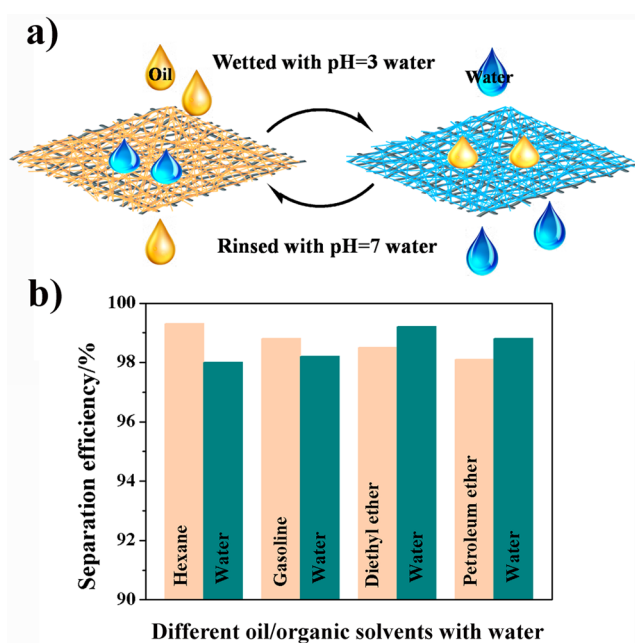 a)
Oil
Wetted with pH=3 water
Water
Rinsed with pH=7 water
b)
Separation efficiency/%
100
98
96
94
92
90
Hexane
Water
Gasoline
Water
Diethyl ether
Water
Petroleum ether
Water
Different oil/organic solvents with water